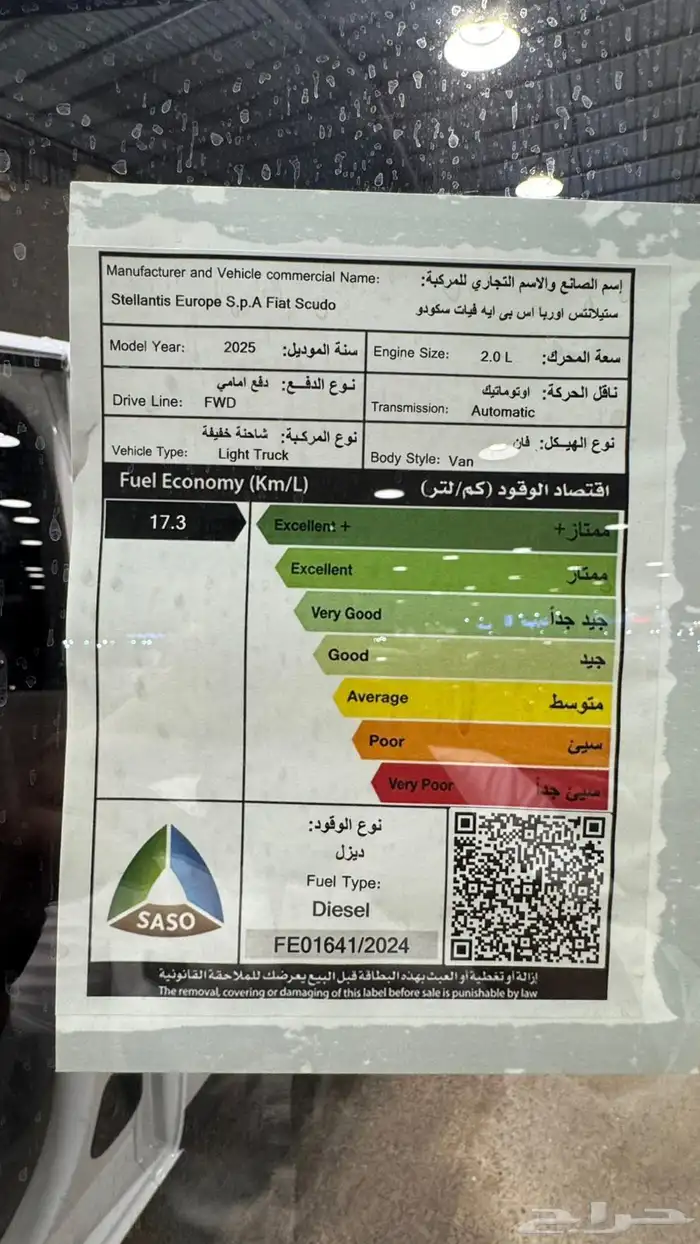 Manufacturer and Vehicle commercial Name: إسم الصانع والاسم التجاري للمركبة:
Stellantis Europe S.p.A Fiat Scudo ستيلانتس اوربا اس بي ايه فيات سكودو
Model Year: 2025 سنة الموديل:
Engine Size: 2.0 L سعة المحرك:
نوع الدفع: دفع امامي
Drive Line: FWD
ناقل الحركة: اوتوماتيك
Transmission: Automatic
نوع المركبة: شاحنة خفيفة
Vehicle Type: Light Truck
نوع الهيكل: فان
Body Style: Van
Fuel Economy (Km/L) اقتصاد الوقود (كم/لتر)
17.3
Excellent + ممتاز+
Excellent ممتاز
Very Good جيد جداً
Good جيد
Average متوسط
Poor سيئ
Very Poor سيئ جداً
SASO
نوع الوقود:
ديزل
Fuel Type:
Diesel
FE01641/2024
إزالة أو تغطية أو العبث بهذه البطاقة قبل البيع يعرضك للملاحقة القانونية
The removal, covering or damaging of this label before sale is punishable by law
حراج